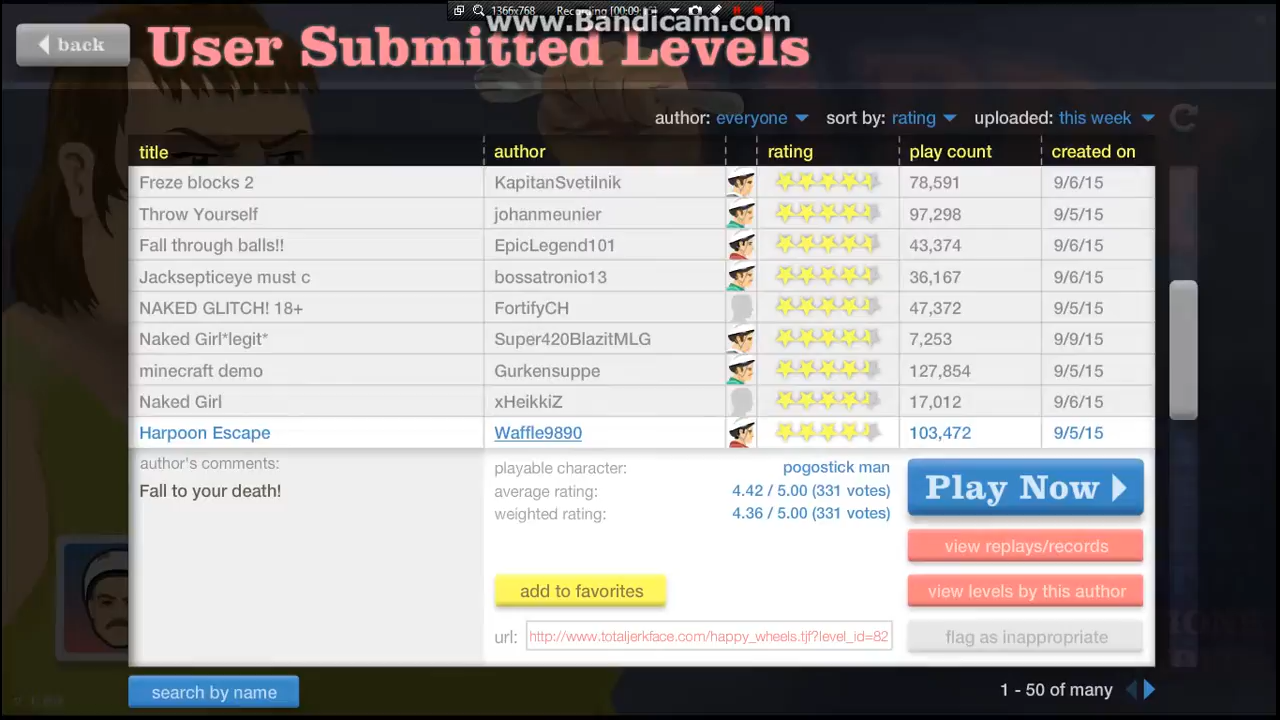 1366x768 Recording [00:09:
www.Bandicam.com
back
User Submitted Levels
author: everyone sort by: rating uploaded: this week
title author rating play count created on
Freze blocks 2 KapitanSvetilnik 78,591 9/6/15
Throw Yourself johanmeunier 97,298 9/5/15
Fall through balls!! EpicLegend101 43,374 9/6/15
Jacksepticeye must c bossatronio13 36,167 9/6/15
NAKED GLITCH! 18+ FortifyCH 47,372 9/5/15
Naked Girl*legit* Super420BlazitMLG 7,253 9/9/15
minecraft demo Gurkensuppe 127,854 9/5/15
Naked Girl xHeikkiZ 17,012 9/6/15
Harpoon Escape Waffle9890 103,472 9/5/15
author's comments: playable character: pogostick man
Fall to your death! average rating: 4.42 / 5.00 (331 votes) Play Now
weighted rating: 4.36 / 5.00 (331 votes)
view replays/records
add to favorites view levels by this author
url: http://www.totaljerkface.com/happy_wheels.tjf?level_id=82 flag as inappropriate
search by name 1 - 50 of many